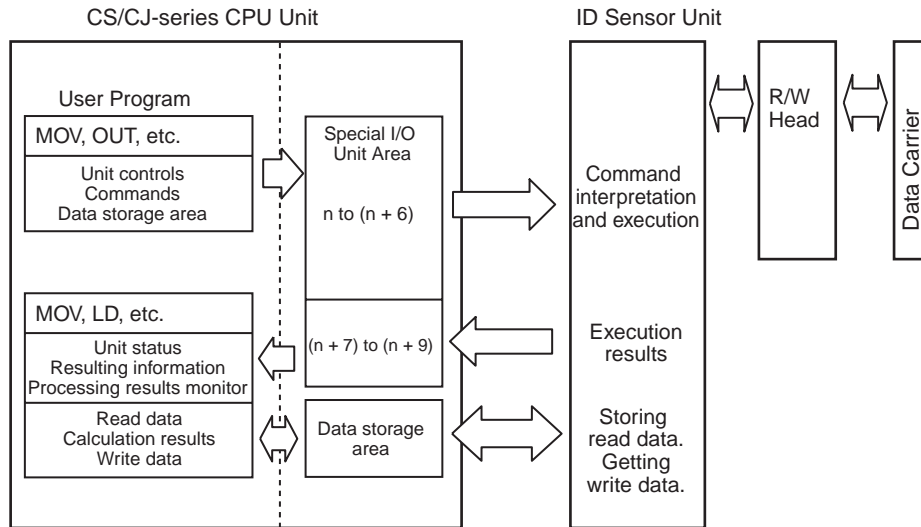 CS/CJ-series CPU Unit
ID Sensor Unit
User Program
MOV, OUT, etc.
Unit controls
Commands
Data storage area
Special I/O
Unit Area
n to (n + 6)
Command
interpretation
and execution
R/W
Head
Data Carrier
MOV, LD, etc.
Unit status
Resulting information
Processing results monitor
(n + 7) to (n + 9)
Execution
results
Read data
Calculation results
Write data
Data storage
area
Storing
read data.
Getting
write data.